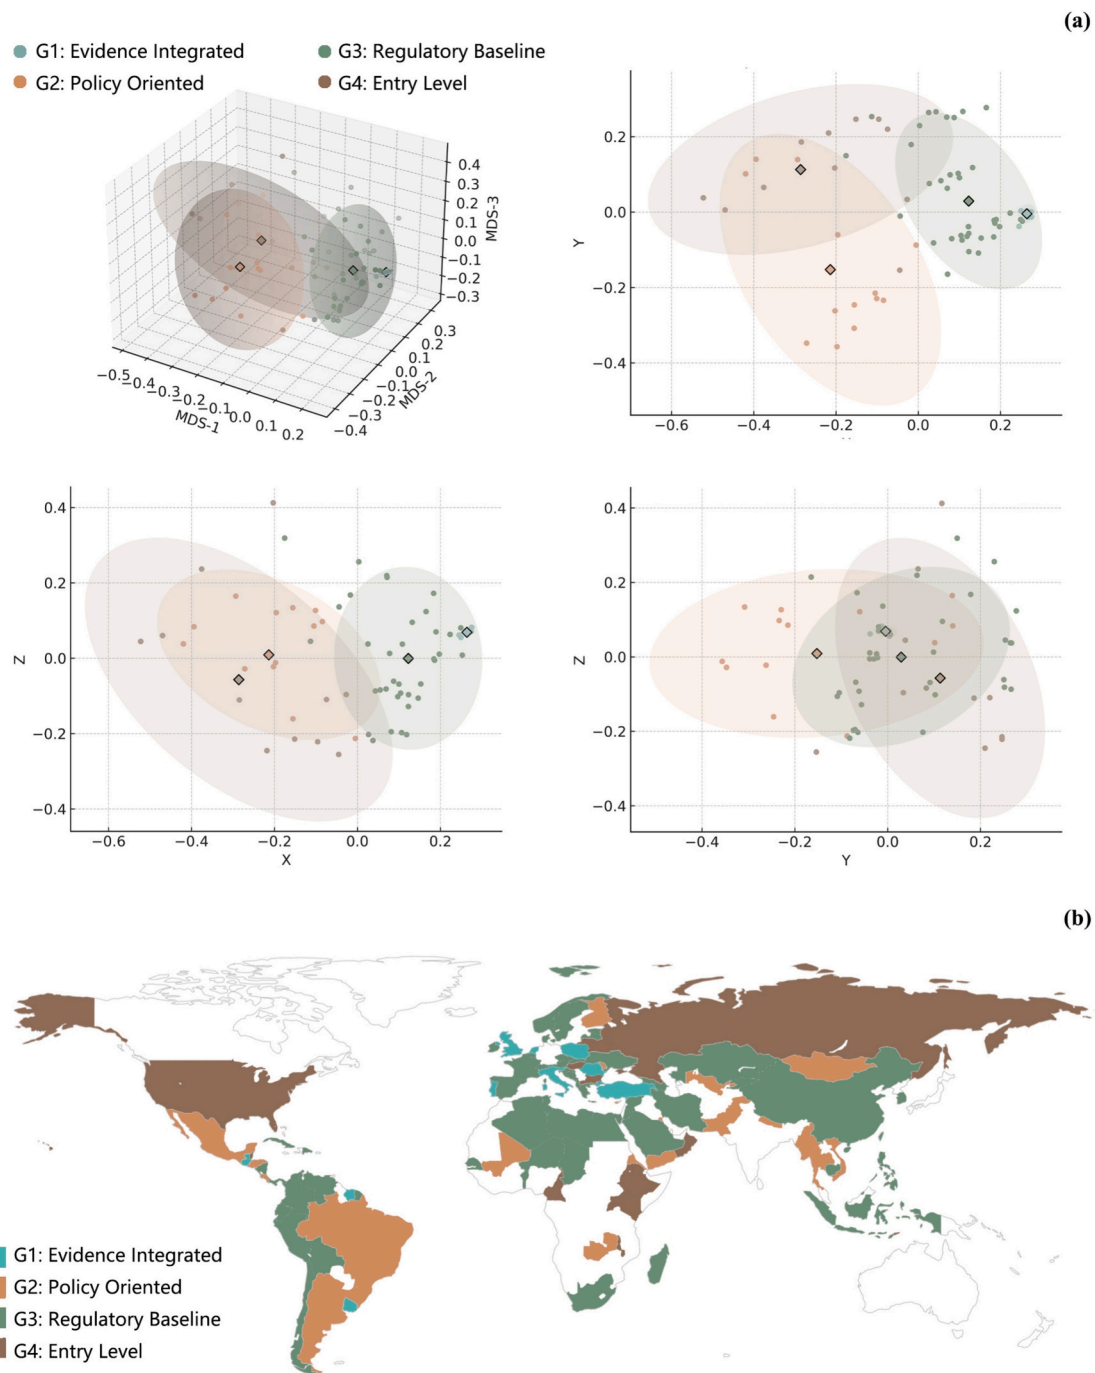 (a)
G1: Evidence Integrated
G3: Regulatory Baseline
G2: Policy Oriented
G4: Entry Level
0.4
0.3
0.2
0.1
0.0
−0.1
−0.2
−0.3
MDS-3
−0.5
−0.4
−0.3
−0.2
−0.1
0.0
0.1
0.2
MDS-1
0.3
0.2
0.1
0.0
−0.1
−0.2
−0.3
−0.4
MDS-2
0.2
0.0
−0.2
−0.4
Y
−0.6
−0.4
−0.2
0.0
0.2
0.4
0.2
0.0
−0.2
−0.4
Z
−0.6
−0.4
−0.2
0.0
0.2
X
0.4
0.2
0.0
−0.2
−0.4
Z
−0.4
−0.2
0.0
0.2
Y
(b)
G1: Evidence Integrated
G2: Policy Oriented
G3: Regulatory Baseline
G4: Entry Level